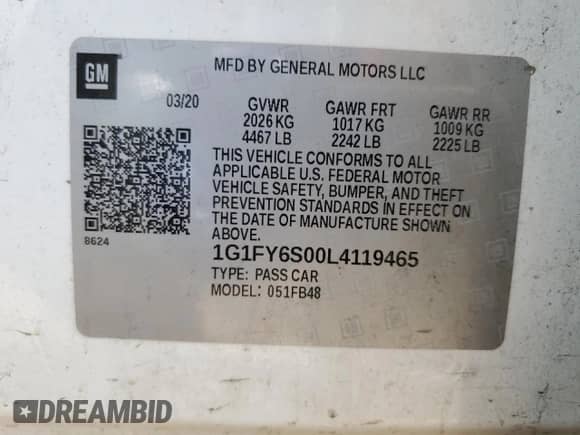 GM
MFD BY GENERAL MOTORS LLC
03/20 GVWR GAWR FRT GAWR RR
2026 KG 1017 KG 1009 KG
4467 LB 2242 LB 2225 LB
THIS VEHICLE CONFORMS TO ALL
APPLICABLE U.S. FEDERAL MOTOR
VEHICLE SAFETY, BUMPER, AND THEFT
PREVENTION STANDARDS IN EFFECT ON
THE DATE OF MANUFACTURE SHOWN
ABOVE.
8624
1G1FY6S00L4119465
TYPE: PASS CAR
MODEL: 051FB48
DREAMBID